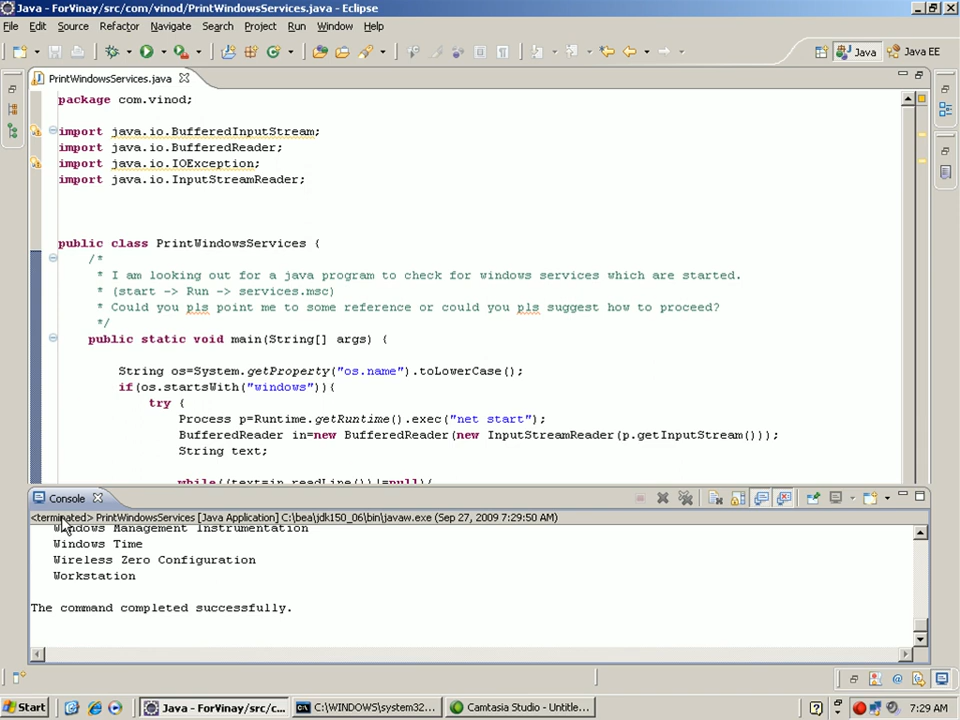 Java - ForVinay/src/com/vinod/PrintWindowsServices.java - Eclipse
File Edit Source Refactor Navigate Search Project Run Window Help
Java Java EE
PrintWindowsServices.java
package com.vinod;
import java.io.BufferedInputStream;
import java.io.BufferedReader;
import java.io.IOException;
import java.io.InputStreamReader;
public class PrintWindowsServices {
/*
* I am looking out for a java program to check for windows services which are started.
* (start -> Run -> services.msc)
* Could you pls point me to some reference or could you pls suggest how to proceed?
*/
public static void main(String[] args) {
String os=System.getProperty("os.name").toLowerCase();
if(os.startsWith("windows")){
try {
Process p=Runtime.getRuntime().exec("net start");
BufferedReader in=new BufferedReader(new InputStreamReader(p.getInputStream()));
String text;
while((text=in.readLine())!=null){
Console
<terminated> PrintWindowsServices [Java Application] C:\bea\jdk150_06\bin\javaw.exe (Sep 27, 2009 7:29:50 AM)
Windows Management Instrumentation
Windows Time
Wireless Zero Configuration
Workstation
The command completed successfully.
Start Java - ForVinay/src/c... C:\WINDOWS\system32... Camtasia Studio - Untitle... 7:29 AM